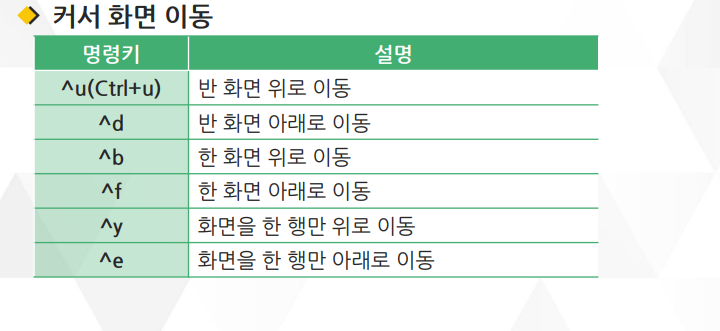 커서 화면 이동
명령키 설명
^u(Ctrl+u) 반 화면 위로 이동
^d 반 화면 아래로 이동
^b 한 화면 위로 이동
^f 한 화면 아래로 이동
^y 화면을 한 행만 위로 이동
^e 화면을 한 행만 아래로 이동